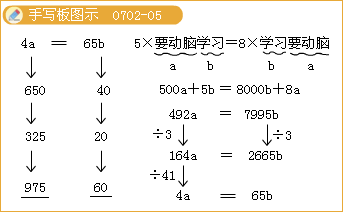 手写板图示 0702-05
4a = 65b
↓ ↓
650 40
↓ ↓
325 20
↓ ↓
975 60
5×要动脑学习=8×学习要动脑
a b b a
500a+5b=8000b+8a
492a = 7995b
÷3↓ ↓÷3
164a = 2665b
÷41↓
4a = 65b